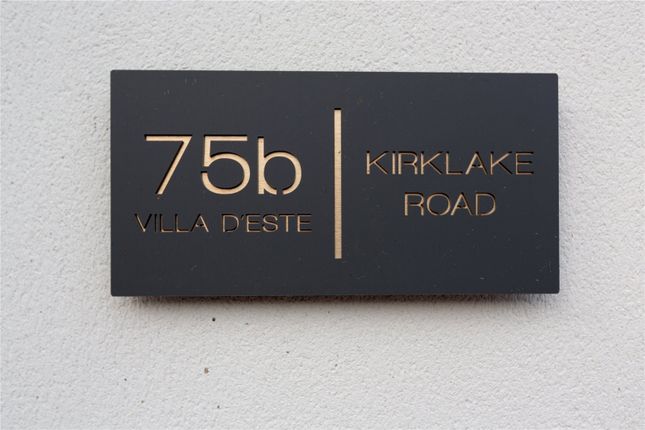 75b
VILLA D'ESTE
KIRKLAKE
ROAD